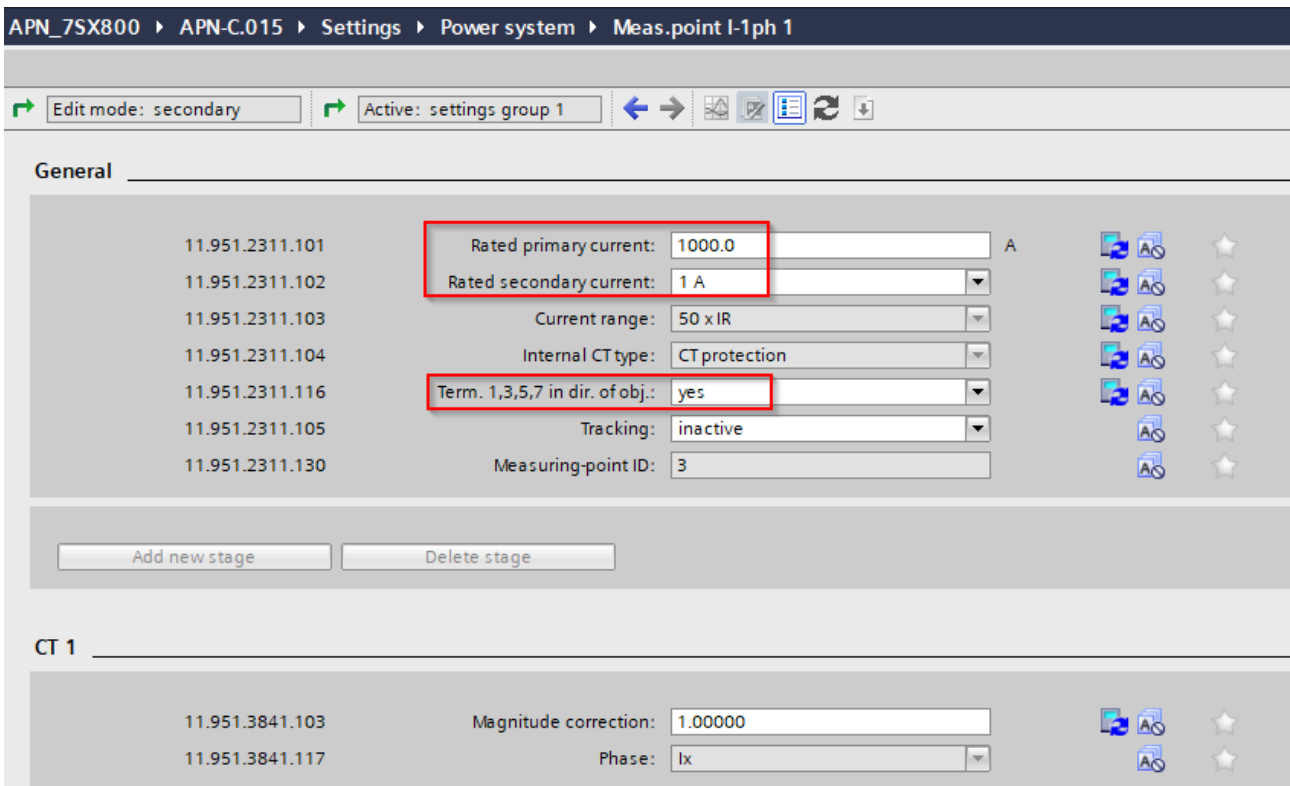 APN_7SX800 ▸ APN-C.015 ▸ Settings ▸ Power system ▸ Meas.point I-1ph 1
Edit mode: secondary Active: settings group 1
General
11.951.2311.101 Rated primary current: 1000.0 A
11.951.2311.102 Rated secondary current: 1 A
11.951.2311.103 Current range: 50 x IR
11.951.2311.104 Internal CT type: CT protection
11.951.2311.116 Term. 1,3,5,7 in dir. of obj.: yes
11.951.2311.105 Tracking: inactive
11.951.2311.130 Measuring-point ID: 3
Add new stage Delete stage
CT 1
11.951.3841.103 Magnitude correction: 1.00000
11.951.3841.117 Phase: Ix